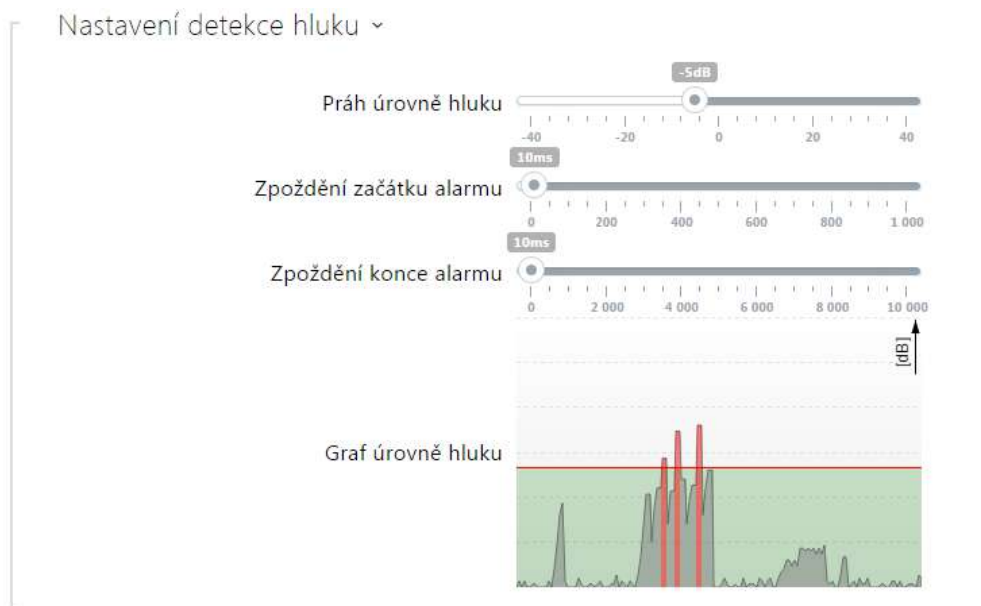 Nastavení detekce hluku
-5dB
Práh úrovně hluku
-40 -20 0 20 40
10ms
Zpoždění začátku alarmu
0 200 400 600 800 1 000
10ms
Zpoždění konce alarmu
0 2 000 4 000 6 000 8 000 10 000
[dB]
Graf úrovně hluku